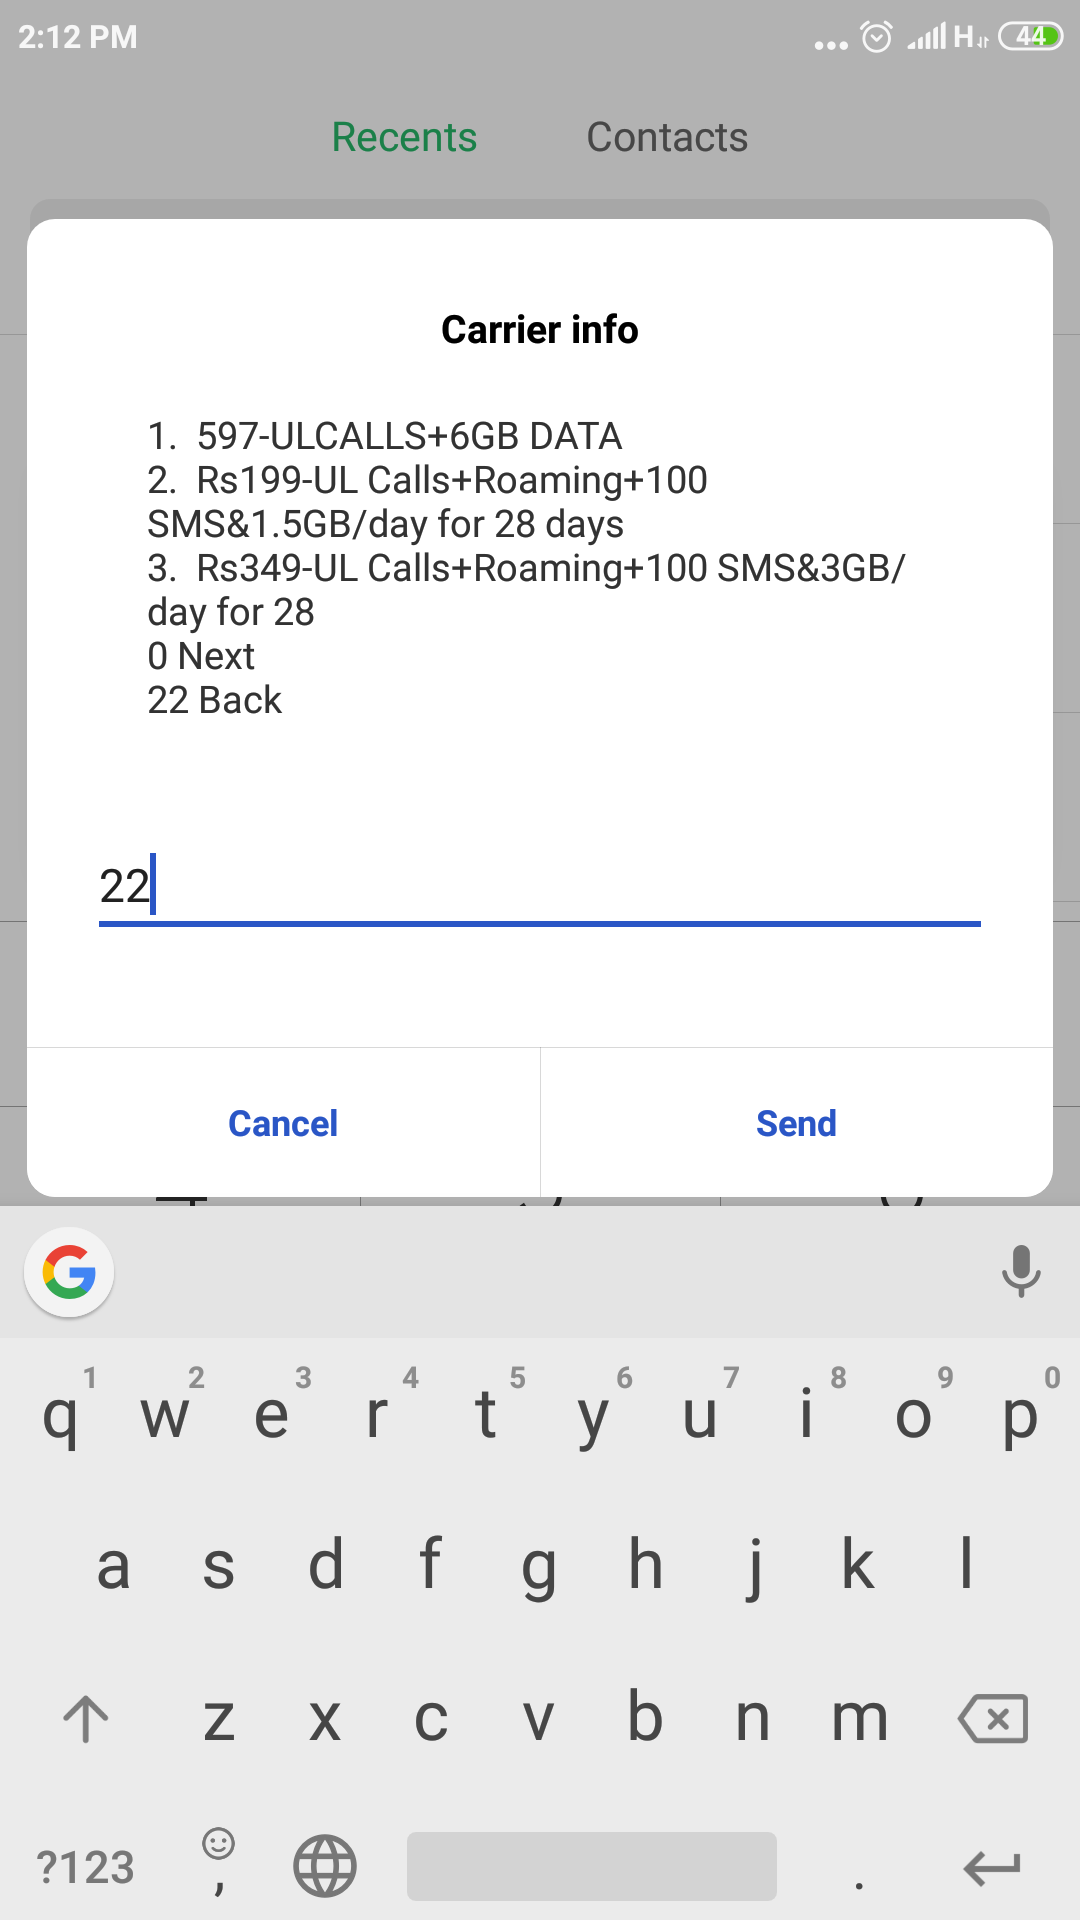 2:12 PM
H
44
Recents
Contacts
Carrier info
1.  597-ULCALLS+6GB DATA
2.  Rs199-UL Calls+Roaming+100
SMS&1.5GB/day for 28 days
3.  Rs349-UL Calls+Roaming+100 SMS&3GB/
day for 28
0 Next
22 Back
22
Cancel
Send
G
1 2 3 4 5 6 7 8 9 0
q w e r t y u i o p
a s d f g h j k l
z x c v b n m
?123 , .